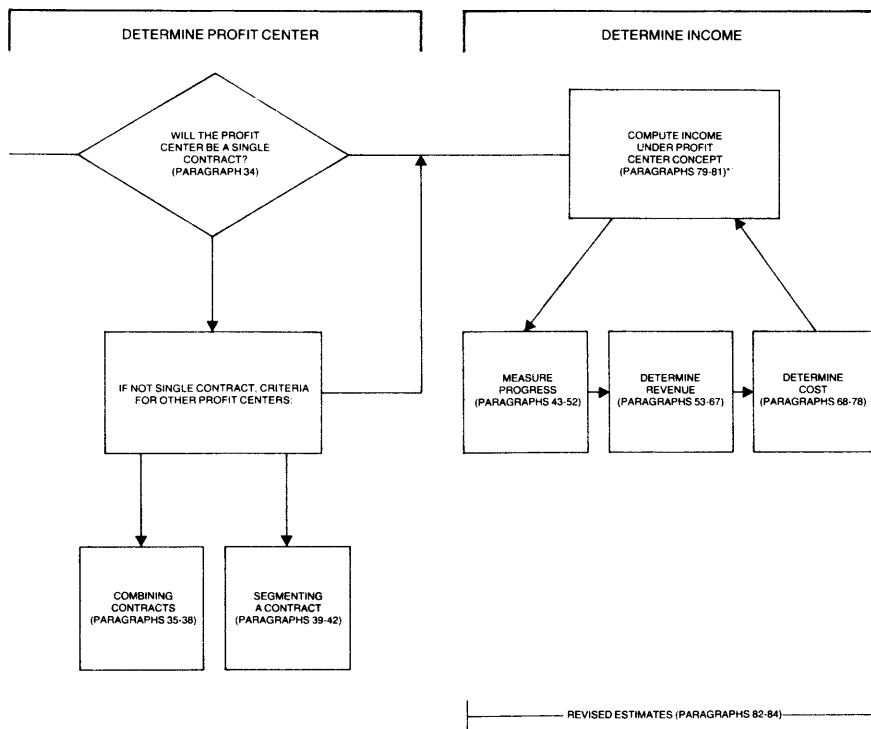 DETERMINE PROFIT CENTER
WILL THE PROFIT
CENTER BE A SINGLE
CONTRACT?
(PARAGRAPH 34)
IF NOT SINGLE CONTRACT, CRITERIA
FOR OTHER PROFIT CENTERS:
COMBINING
CONTRACTS
(PARAGRAPHS 35-38)
SEGMENTING
A CONTRACT
(PARAGRAPHS 39-42)
DETERMINE INCOME
COMPUTE INCOME
UNDER PROFIT
CENTER CONCEPT
(PARAGRAPHS 79-81)*
MEASURE
PROGRESS
(PARAGRAPHS 43-52)
DETERMINE
REVENUE
(PARAGRAPHS 53-67)
DETERMINE
COST
(PARAGRAPHS 68-78)
REVISED ESTIMATES (PARAGRAPHS 82-84)